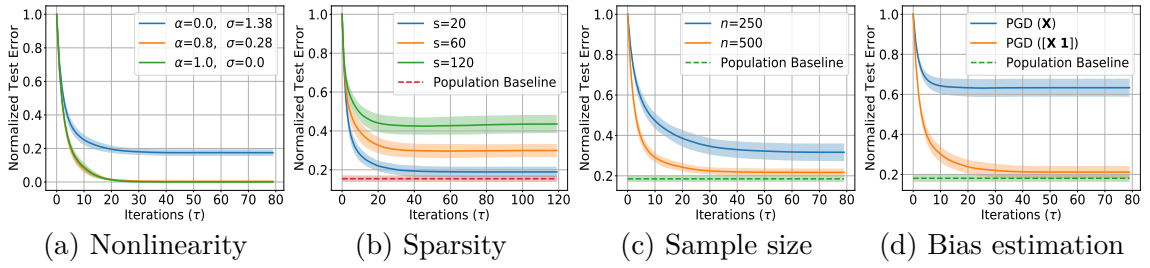 Normalized Test Error
1.0
0.8
0.6
0.4
0.2
0.0
α=0.0, σ=1.38
α=0.8, σ=0.28
α=1.0, σ=0.0
0 10 20 30 40 50 60 70 80
Iterations (τ)
(a) Nonlinearity
Normalized Test Error
1.0
0.8
0.6
0.4
0.2
s=20
s=60
s=120
Population Baseline
0 20 40 60 80 100 120
Iterations (τ)
(b) Sparsity
Normalized Test Error
1.0
0.8
0.6
0.4
0.2
n=250
n=500
Population Baseline
0 10 20 30 40 50 60 70 80
Iterations (τ)
(c) Sample size
Normalized Test Error
1.0
0.8
0.6
0.4
0.2
PGD (X)
PGD ([X 1])
Population Baseline
0 10 20 30 40 50 60 70 80
Iterations (τ)
(d) Bias estimation